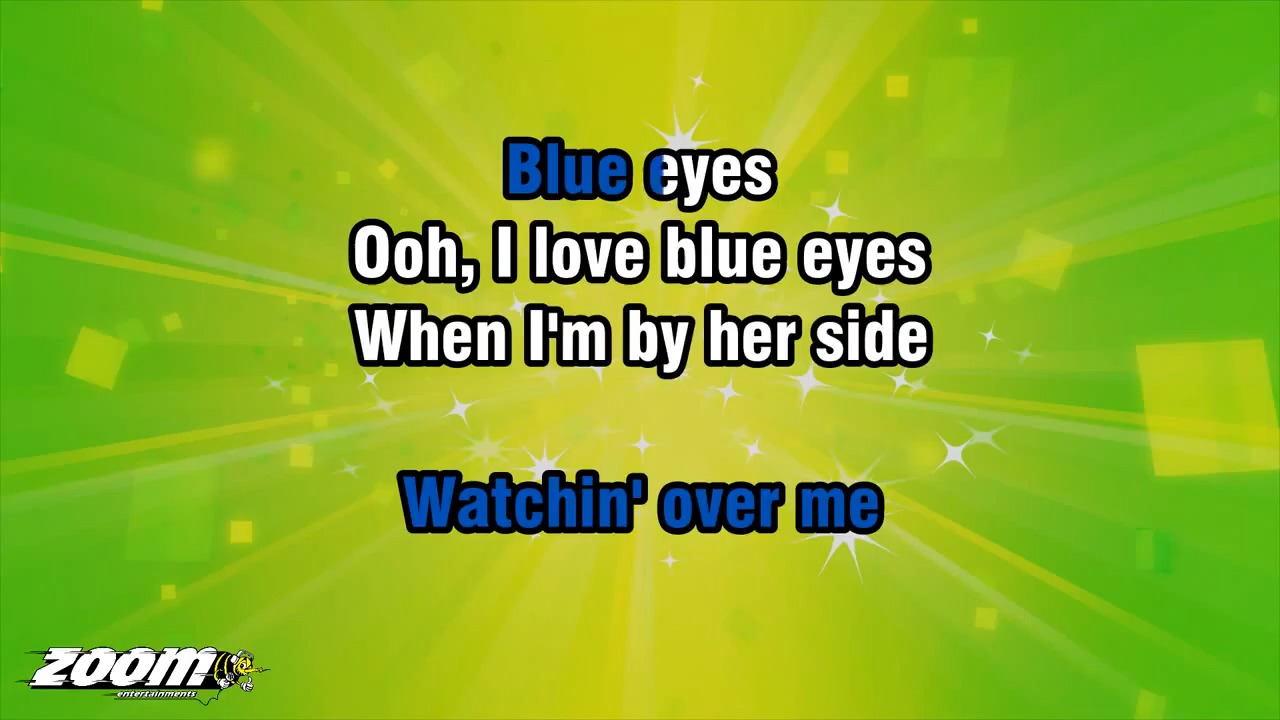 Blue eyes
Ooh, I love blue eyes
When I'm by her side
Watchin' over me
ZOOM
entertainments